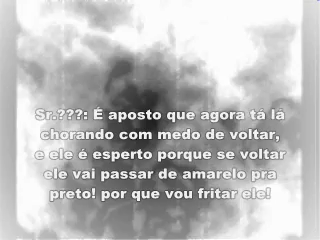 Sr.???: É aposto que agora tá lá
chorando com medo de voltar,
e ele é esperto porque se voltar
ele vai passar de amarelo pra
preto! por que vou fritar ele!